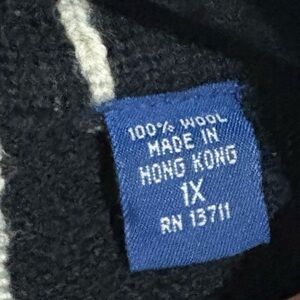 100% WOOL
MADE IN
HONG KONG
1X
RN 13711